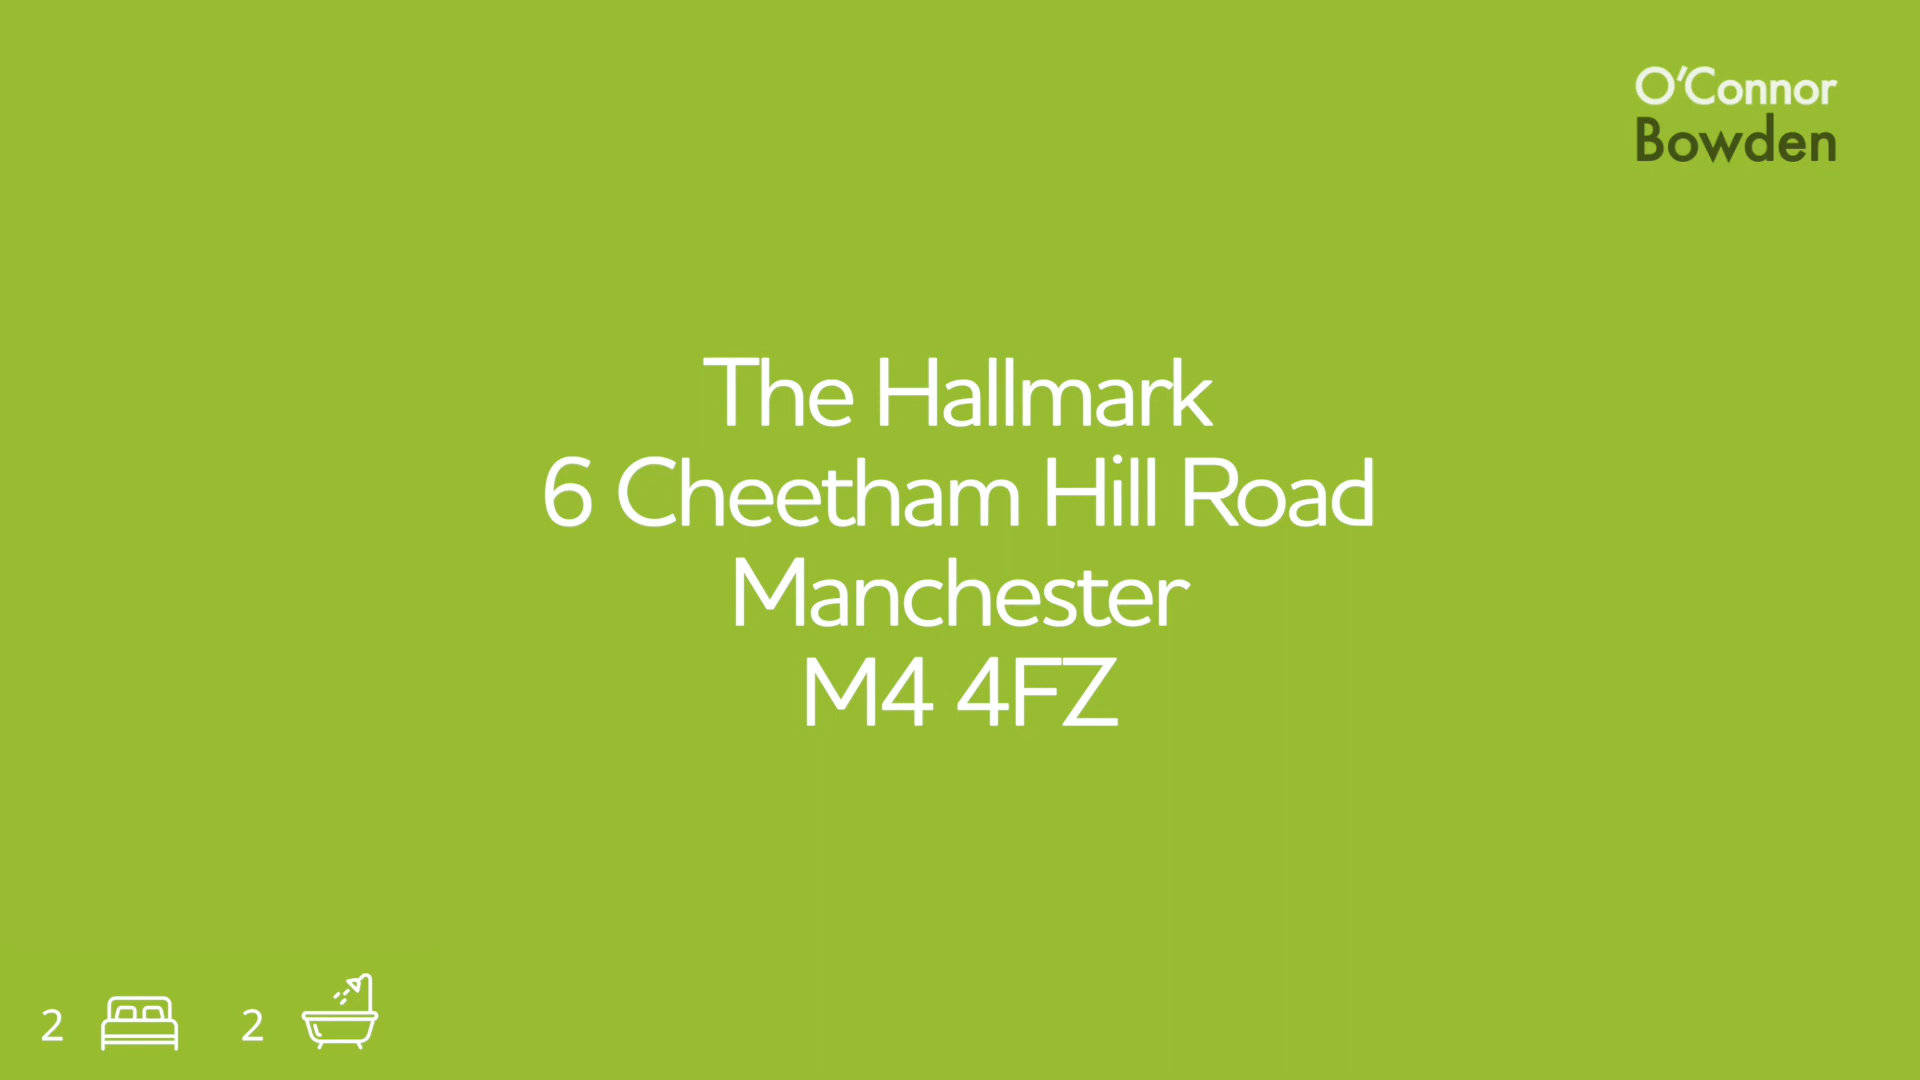 O'Connor
Bowden
The Hallmark
6 Cheetham Hill Road
Manchester
M4 4FZ
2 2